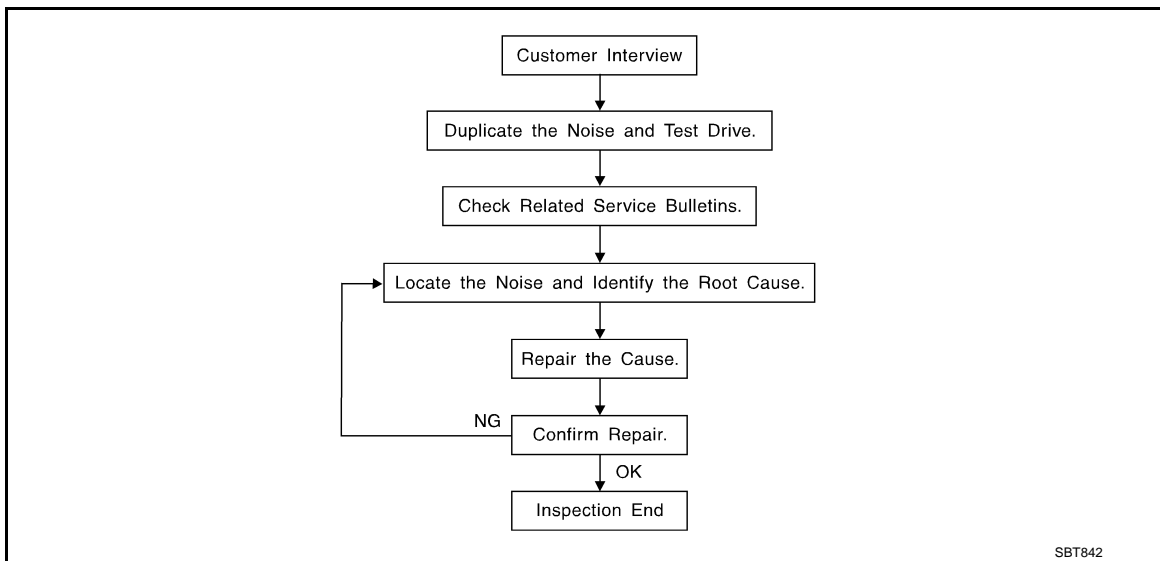 Customer Interview
Duplicate the Noise and Test Drive.
Check Related Service Bulletins.
Locate the Noise and Identify the Root Cause.
Repair the Cause.
NG
Confirm Repair.
OK
Inspection End
SBT842